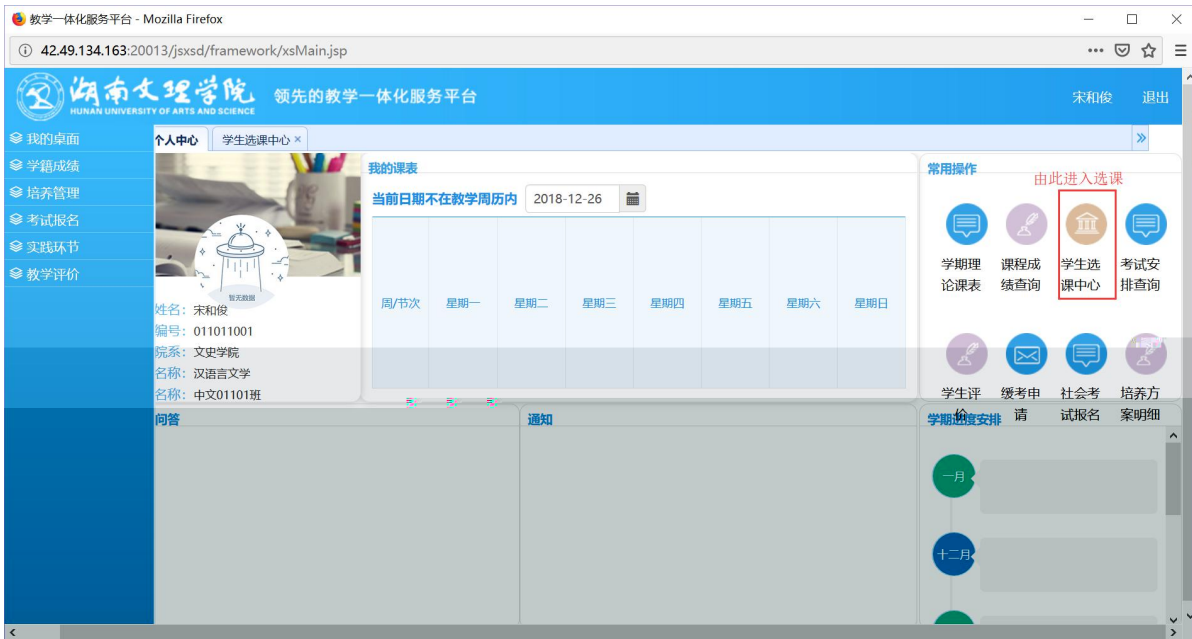 教学一体化服务平台 - Mozilla Firefox
42.49.134.163:20013/jsxsd/framework/xsMain.jsp
湖南文理学院
HUNAN UNIVERSITY OF ARTS AND SCIENCE
领先的教学一体化服务平台
宋和俊 退出
我的桌面
学籍成绩
培养管理
考试报名
实践环节
教学评价
个人中心 学生选课中心 ×
暂无数据
姓名：宋和俊
编号：011011001
院系：文史学院
名称：汉语言文学
名称：中文01101班
我的课表
当前日期不在教学周历内 2018-12-26
周/节次 星期一 星期二 星期三 星期四 星期五 星期六 星期日
常用操作
由此进入选课
学期理论课表
课程成绩查询
学生选课中心
考试安排查询
学生评价
缓考申请
社会考试报名
培养方案明细
问答
通知
学期进度安排
一月
十二月